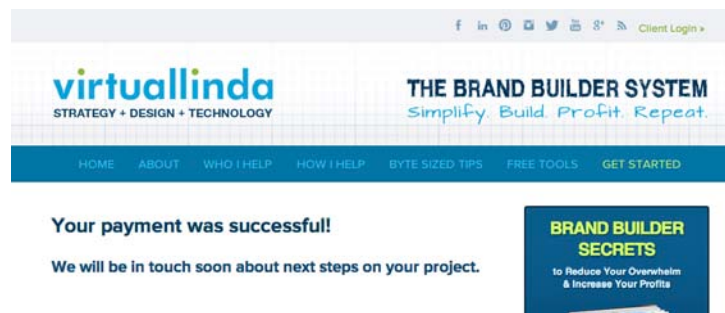 Client Login »
virtuallinda
STRATEGY + DESIGN + TECHNOLOGY
THE BRAND BUILDER SYSTEM
Simplify. Build. Profit. Repeat.
HOME ABOUT WHO I HELP HOW I HELP BYTE SIZED TIPS FREE TOOLS GET STARTED
Your payment was successful!
We will be in touch soon about next steps on your project.
BRAND BUILDER
SECRETS
to Reduce Your Overwhelm
& Increase Your Profits